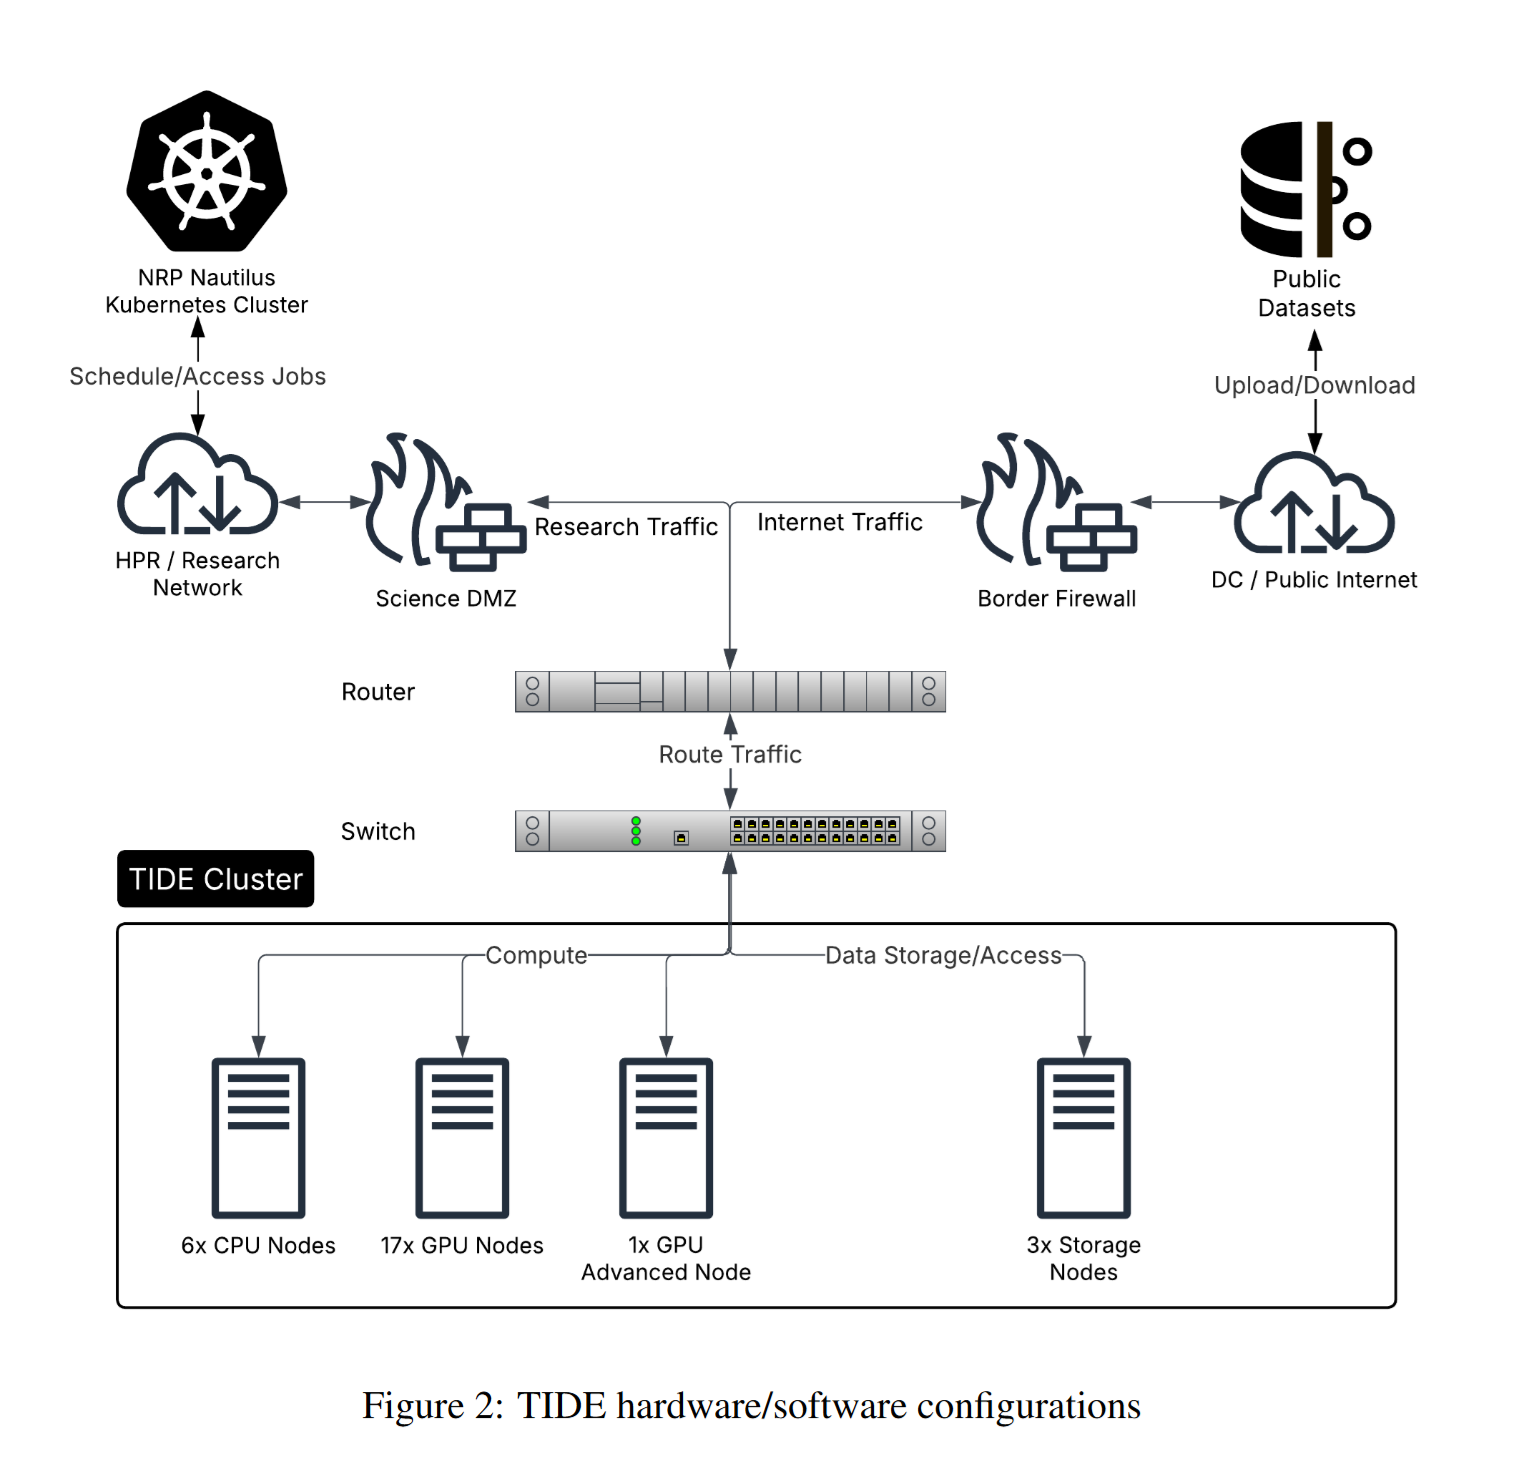 NRP Nautilus
Kubernetes Cluster
Public
Datasets
Schedule/Access Jobs
Upload/Download
Research Traffic
Internet Traffic
HPR / Research
Network
Science DMZ
Border Firewall
DC / Public Internet
Router
Route Traffic
Switch
TIDE Cluster
Compute
Data Storage/Access
6x CPU Nodes
17x GPU Nodes
1x GPU
Advanced Node
3x Storage
Nodes
Figure 2: TIDE hardware/software configurations